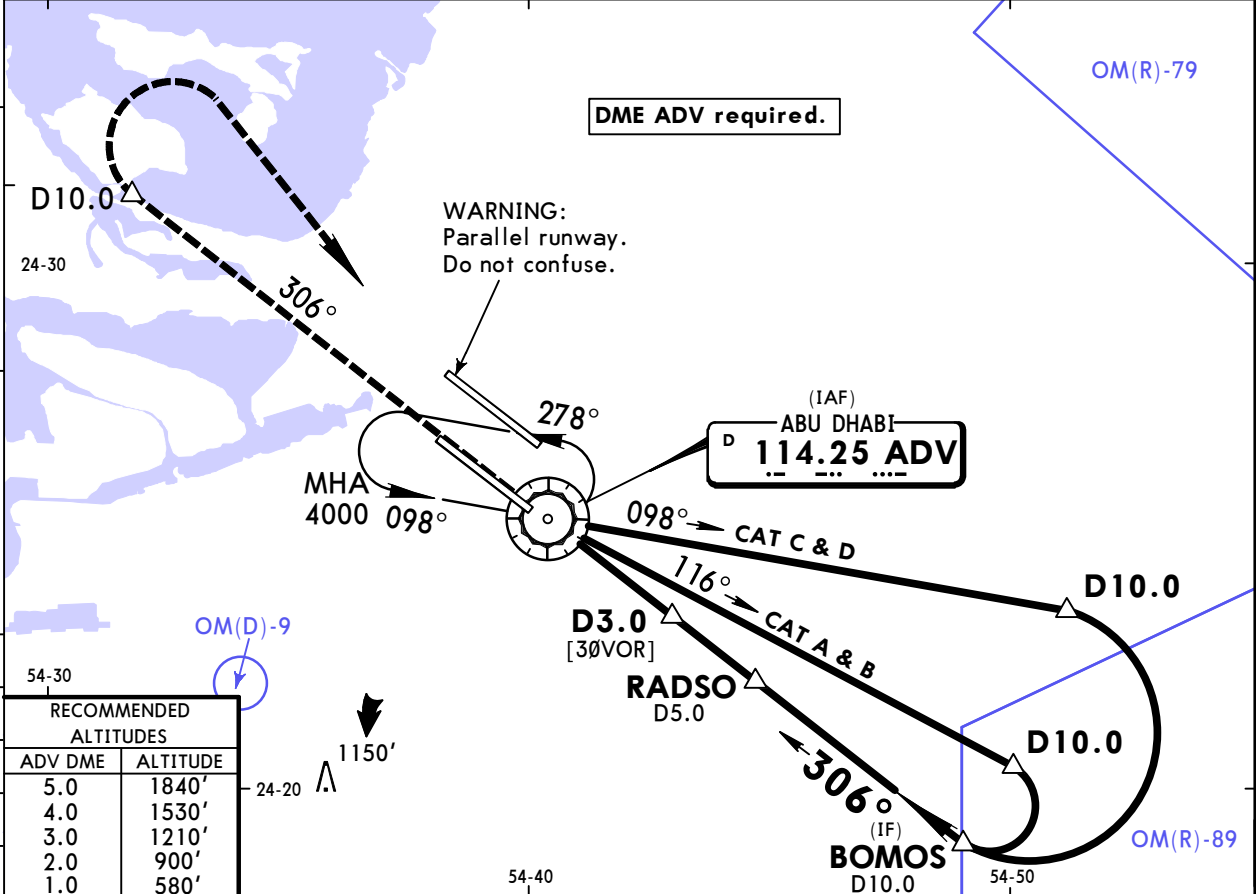 OM(R)-79
DME ADV required.
D10.0
WARNING:
Parallel runway.
Do not confuse.
24-30
306°
278°
(IAF)
ABU DHABI
D 114.25 ADV
MHA
4000 098°
098° CAT C & D
116° CAT A & B
D10.0
D3.0
[30VOR]
OM(D)-9
RADSO
D5.0
54-30
D10.0
RECOMMENDED
ALTITUDES
ADV DME ALTITUDE
5.0 1840'
4.0 1530'
3.0 1210'
2.0 900'
1.0 580'
1150'
24-20
306°
(IF)
BOMOS
D10.0
OM(R)-89
54-40
54-50